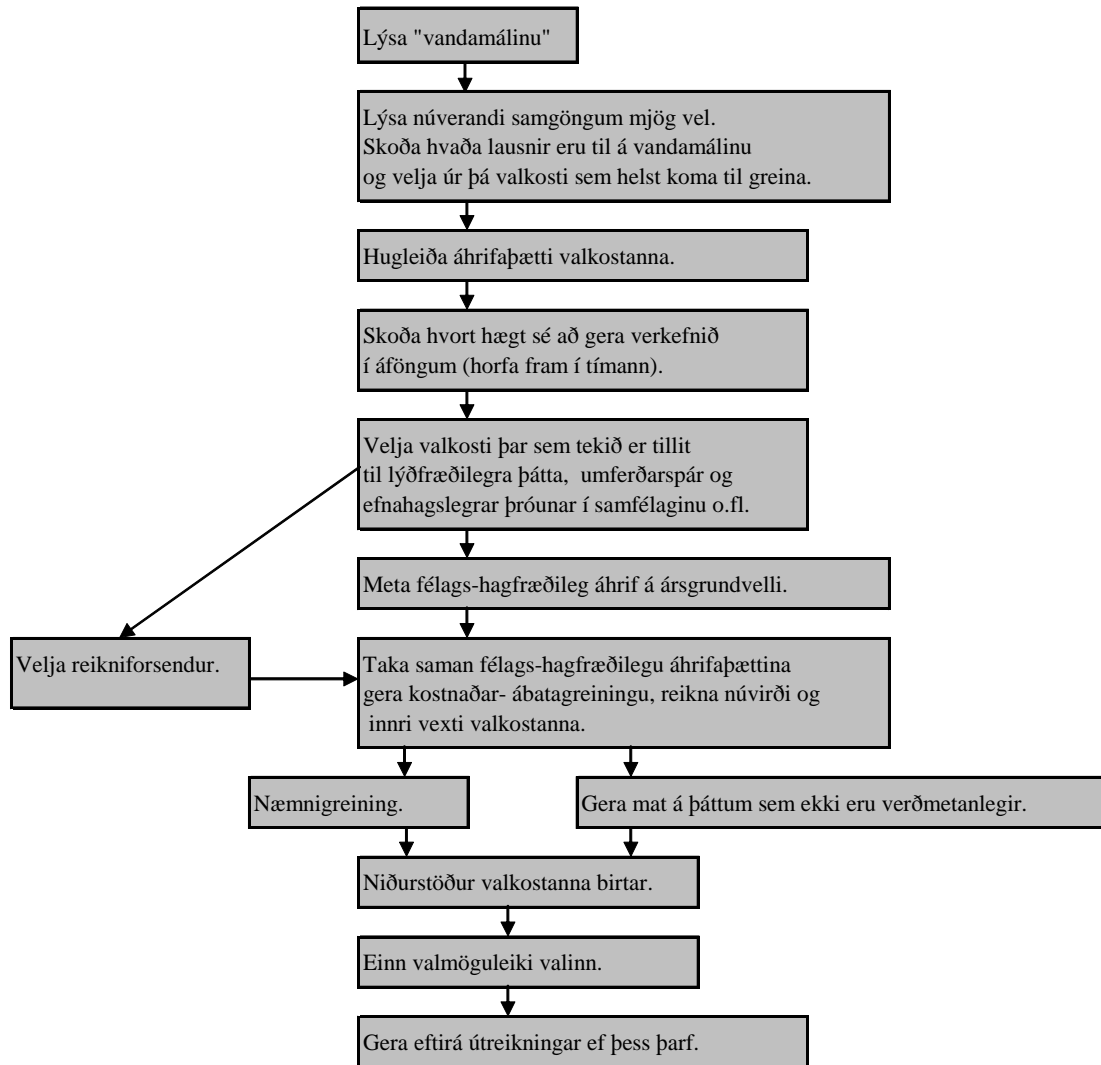 Lýsa "vandamálinu"
Lýsa núverandi samgöngum mjög vel.
Skoða hvaða lausnir eru til á vandamálinu
og velja úr þá valkosti sem helst koma til greina.
Hugleiða áhrifaþætti valkostanna.
Skoða hvort hægt sé að gera verkefnið
í áföngum (horfa fram í tímann).
Velja valkosti þar sem tekið er tillit
til lýðfræðilegra þátta, umferðarspár og
efnahagslegrar þróunar í samfélaginu o.fl.
Meta félags-hagfræðileg áhrif á ársgrundvelli.
Velja reikniforsendur.
Taka saman félags-hagfræðilegu áhrifaþættina
gera kostnaðar- ábatagreiningu, reikna núvirði og
innri vexti valkostanna.
Næmnigreining.
Gera mat á þáttum sem ekki eru verðmetanlegir.
Niðurstöður valkostanna birtar.
Einn valmöguleiki valinn.
Gera eftirá útreikningar ef þess þarf.